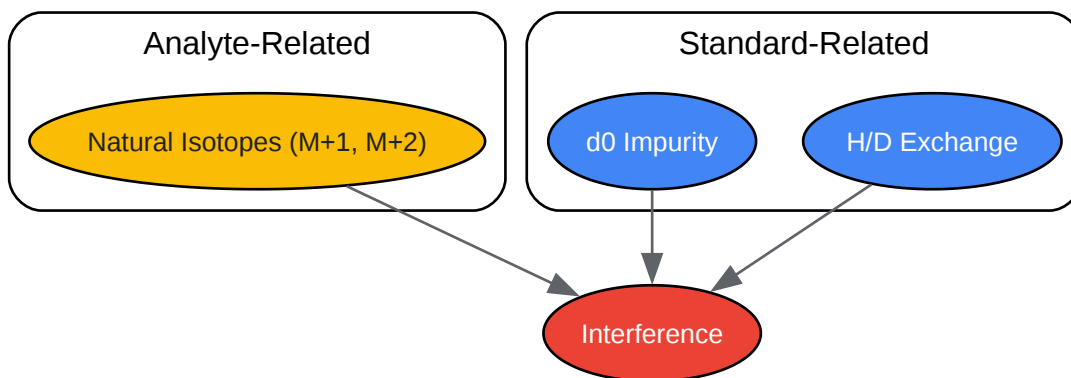 Analyte-Related
Standard-Related
Natural Isotopes (M+1, M+2)
d0 Impurity
H/D Exchange
Interference